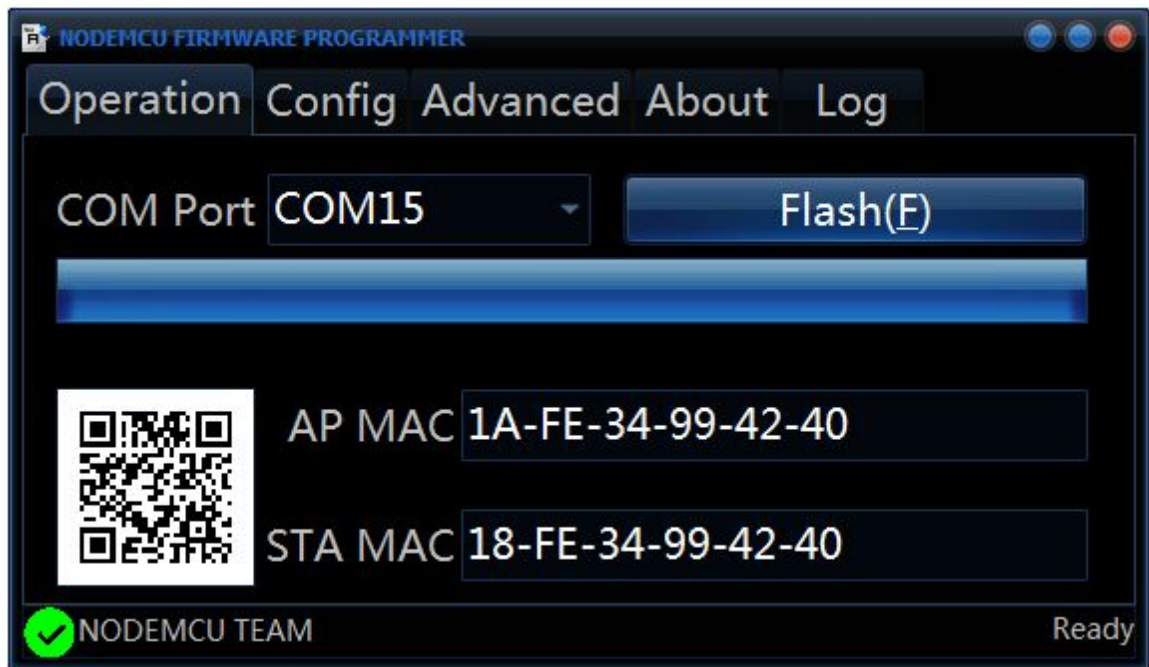 NODEMCU FIRMWARE PROGRAMMER
Operation Config Advanced About Log
COM Port COM15 Flash(F)
AP MAC 1A-FE-34-99-42-40
STA MAC 18-FE-34-99-42-40
NODEMCU TEAM Ready